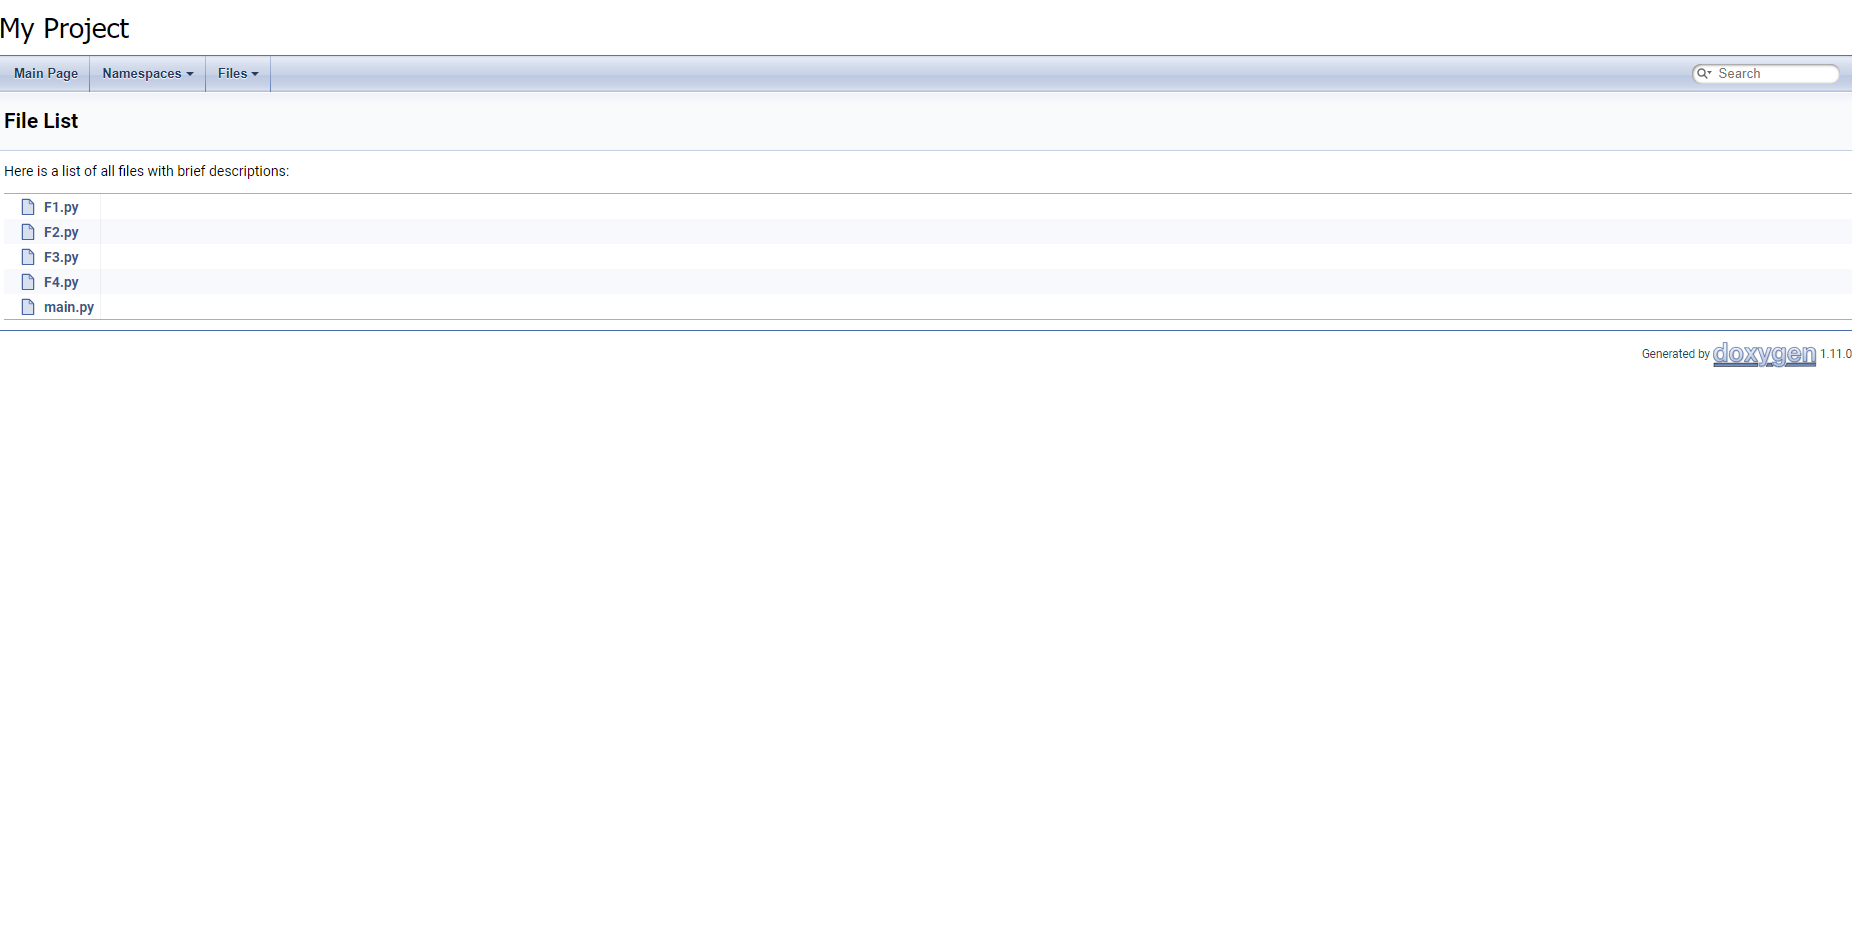 My Project
Main Page Namespaces Files Search
File List
Here is a list of all files with brief descriptions:
F1.py
F2.py
F3.py
F4.py
main.py
Generated by doxygen 1.11.0